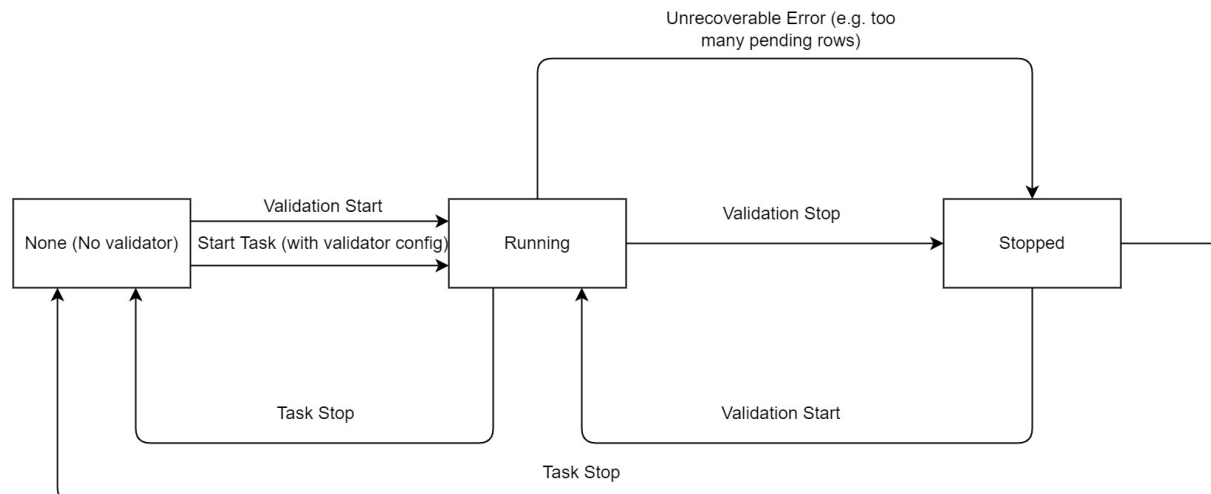 Unrecoverable Error (e.g. too
many pending rows)
Validation Start
Validation Stop
None (No validator)
Start Task (with validator config)
Running
Stopped
Task Stop
Validation Start
Task Stop